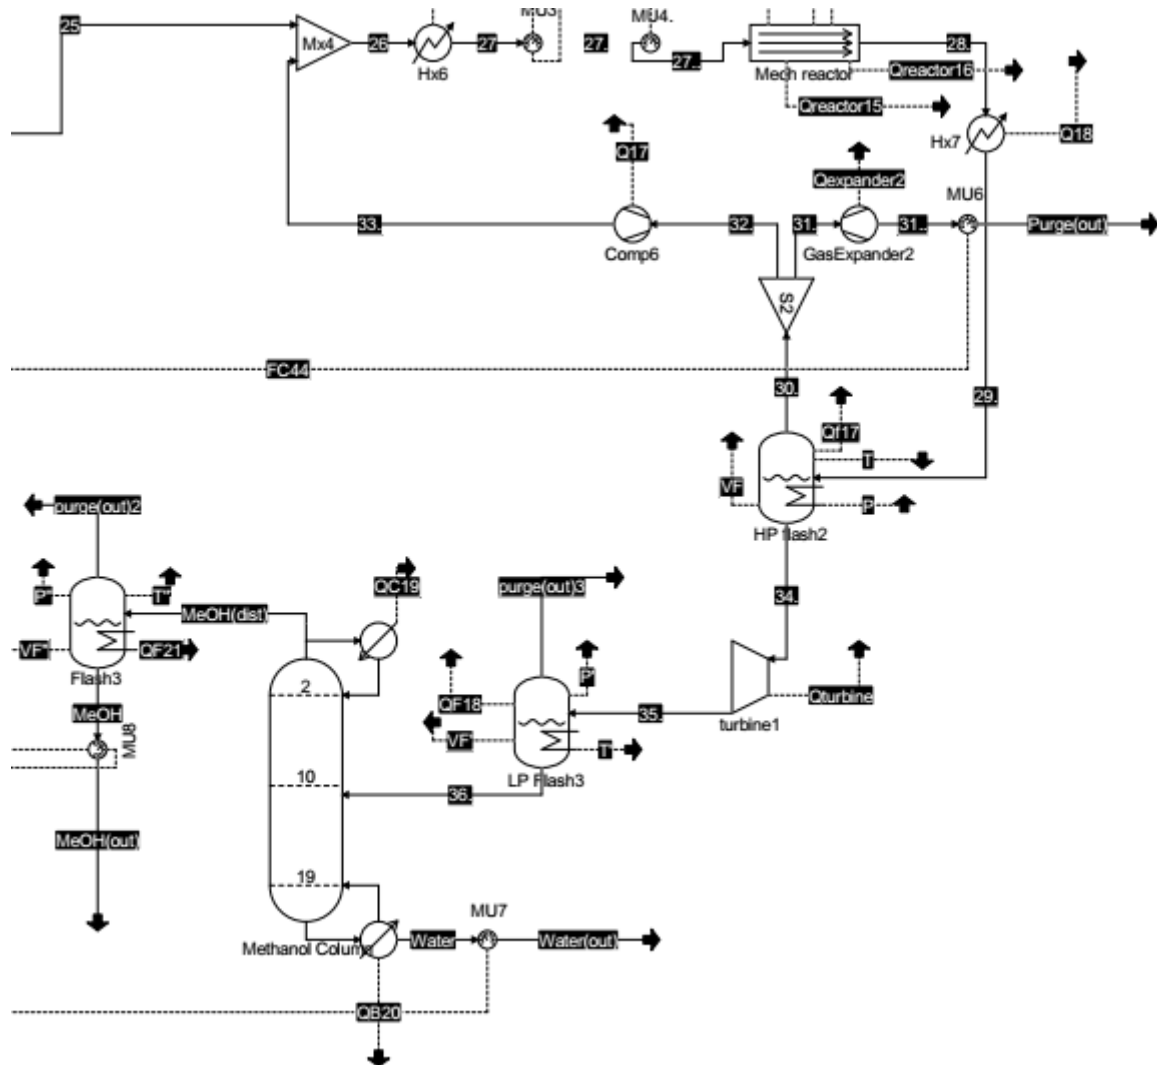 25
Mx4
26
Hx6
27
MU3
27.
MU4.
27..
Mech reactor
28.
Qreactor16
Qreactor15
Hx7
Q18
Q17
Qexpander2
MU6
33.
Comp6
32.
31.
GasExpander2
31..
Purge(out)
S2
FC44
30.
29.
Qf17
T
VF
P
HP flash2
purge(out)2
P"
T"
VF"
QF21
Flash3
MeOH(dist)
QC19
purge(out)3
34.
MeOH
MU8
2
QF18
P'
VF'
T'
LP Flash3
35.
turbine1
Qturbine
10
36.
MeOH(out)
19
Methanol Column
Water
MU7
Water(out)
QB20